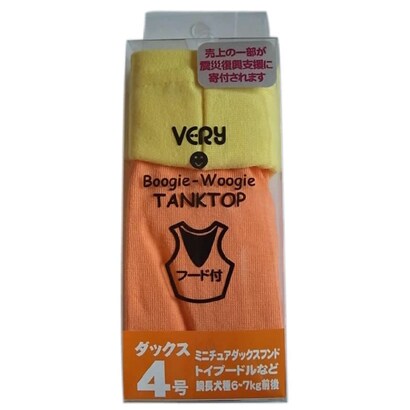 売上の一部が
震災復興支援に
寄付されます
VERY
Boogie-Woogie
TANKTOP
フード付
ダックス
4号
ミニチュアダックスフンド
トイプードルなど
胴長犬種6~7kg前後